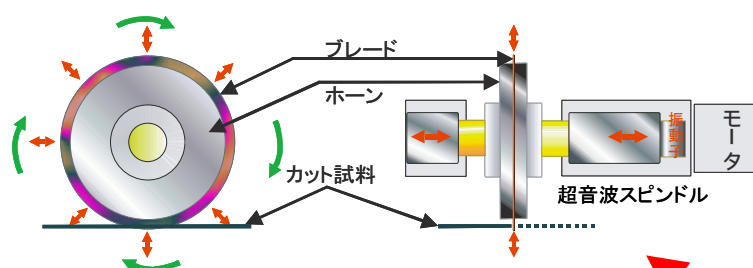 ブレード
ホーン
カット試料
振動子
モータ
超音波スピンドル